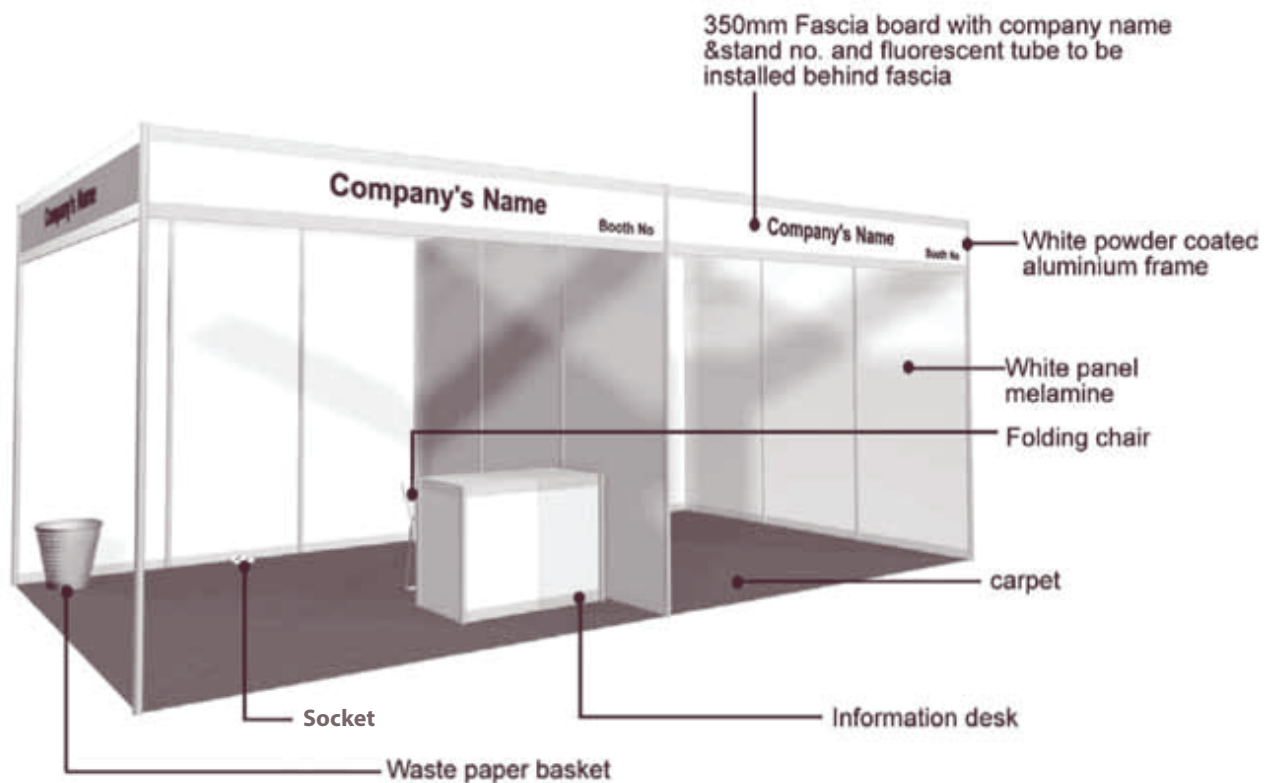 350mm Fascia board with company name
&stand no. and fluorescent tube to be
installed behind fascia
Company's Name
Company's Name
Booth No
Company's Name
Booth No
White powder coated
aluminium frame
White panel
melamine
Folding chair
carpet
Information desk
Socket
Waste paper basket